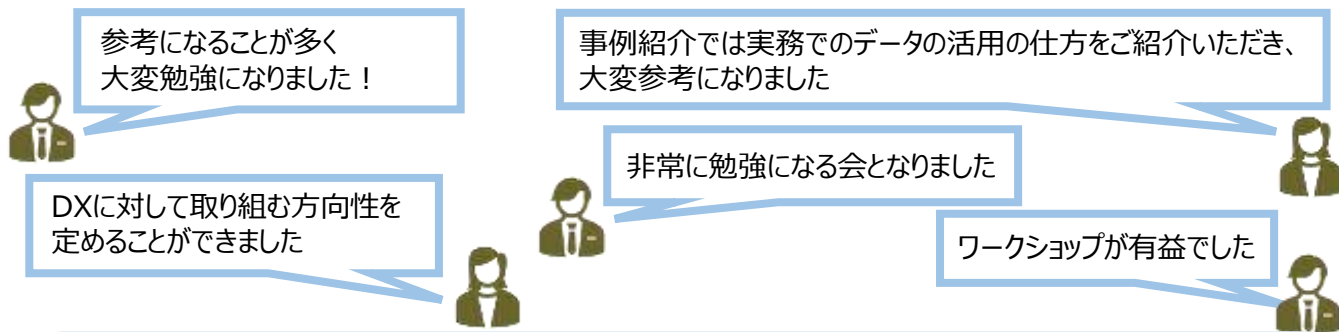 参考になることが多く
大変勉強になりました！
事例紹介では実務でのデータの活用の仕方をご紹介いただき、
大変参考になりました
非常に勉強になる会となりました
DXに対して取り組む方向性を
定めることができました
ワークショップが有益でした